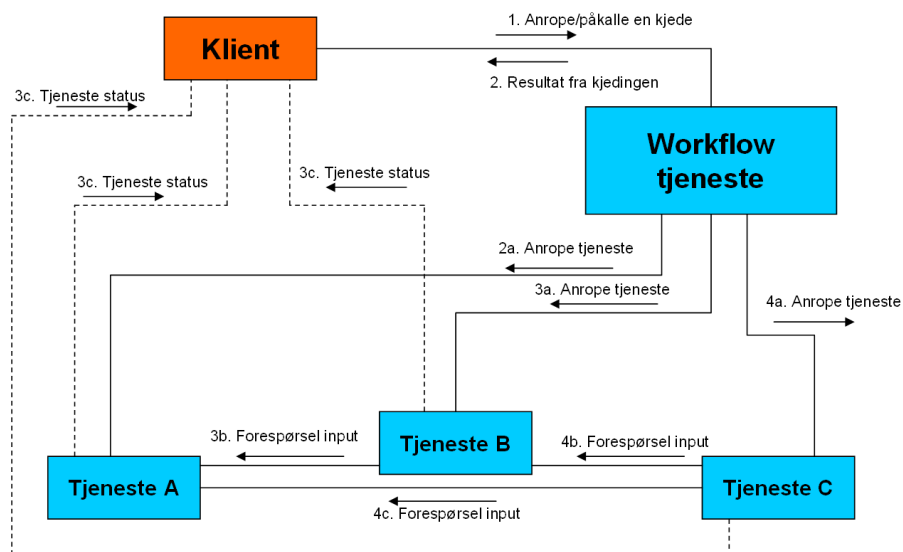 1. Anrope/påkalle en kjede
Klient
2. Resultat fra kjedingen
3c. Tjeneste status
Workflow
tjeneste
3c. Tjeneste status
3c. Tjeneste status
2a. Anrope tjeneste
3a. Anrope tjeneste
4a. Anrope tjeneste
3b. Forespørsel input
Tjeneste B
4b. Forespørsel input
Tjeneste A
Tjeneste C
4c. Forespørsel input